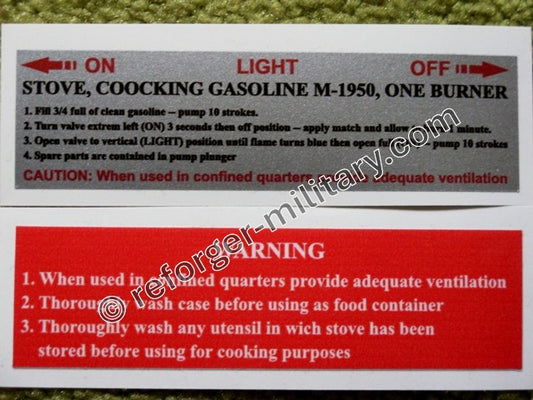 ON LIGHT OFF
STOVE, COOCKING GASOLINE M-1950, ONE BURNER
1. Fill 3/4 full of clean gasoline – pump 10 strokes.
2. Turn valve extrem left (ON) 3 seconds then off position – apply match and allow 1 minute.
3. Open valve to vertical (LIGHT) position until flame turns blue then open full pump 10 strokes
4. Spare parts are contained in pump plunger
CAUTION: When used in confined quarters provide adequate ventilation
WARNING
1. When used in confined quarters provide adequate ventilation
2. Thoroughly wash case before using as food container
3. Thoroughly wash any utensil in wich stove has been
stored before using for cooking purposes
© reforger-military.com